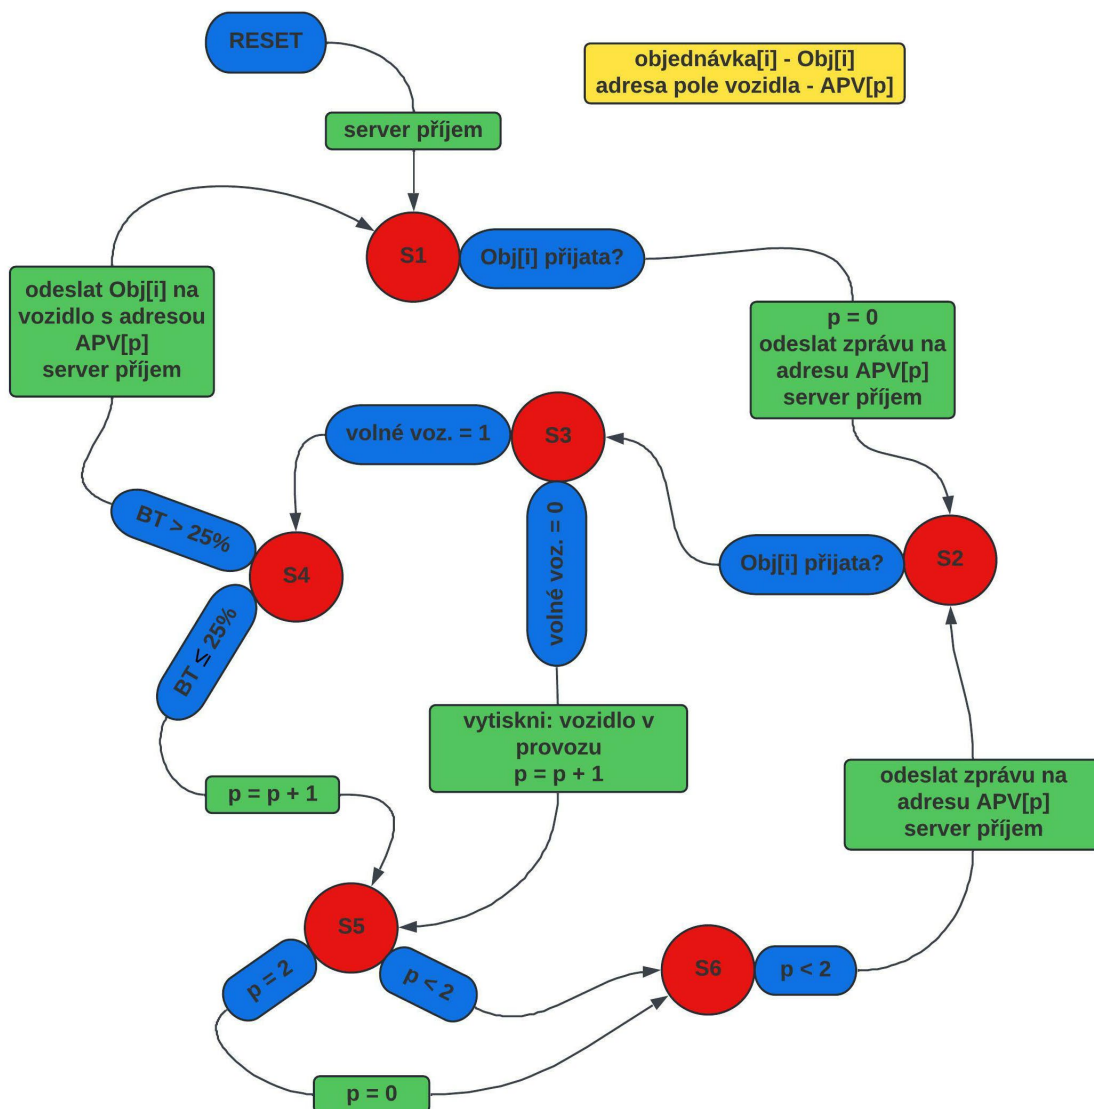 RESET
objednávka[i] - Obj[i]
adresa pole vozidla - APV[p]
server příjem
S1
Obj[i] přijata?
odeslat Obj[i] na
vozidlo s adresou
APV[p]
server příjem
p = 0
odeslat zprávu na
adresu APV[p]
server příjem
volné voz. = 1
S3
volné voz. = 0
BT > 25%
S4
Obj[i] přijata?
S2
BT ≤ 25%
vytiskni: vozidlo v
provozu
p = p + 1
p = p + 1
odeslat zprávu na
adresu APV[p]
server příjem
S5
p = 2
p < 2
S6
p < 2
p = 0